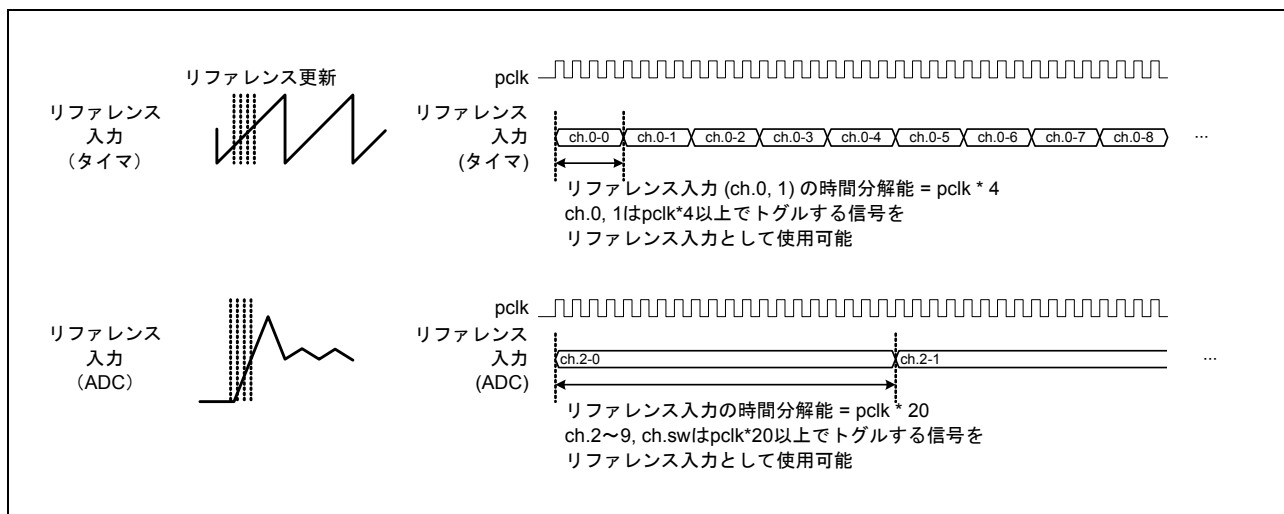 リファレンス更新
リファレンス
入力
（タイマ）
pclk
リファレンス
入力
(タイマ)
ch.0-0
ch.0-1
ch.0-2
ch.0-3
ch.0-4
ch.0-5
ch.0-6
ch.0-7
ch.0-8
...
リファレンス入力 (ch.0, 1) の時間分解能 = pclk * 4
ch.0, 1はpclk*4以上でトグルする信号を
リファレンス入力として使用可能
リファレンス
入力
（ADC）
pclk
リファレンス
入力
(ADC)
ch.2-0
ch.2-1
...
リファレンス入力の時間分解能 = pclk * 20
ch.2～9, ch.swはpclk*20以上でトグルする信号を
リファレンス入力として使用可能